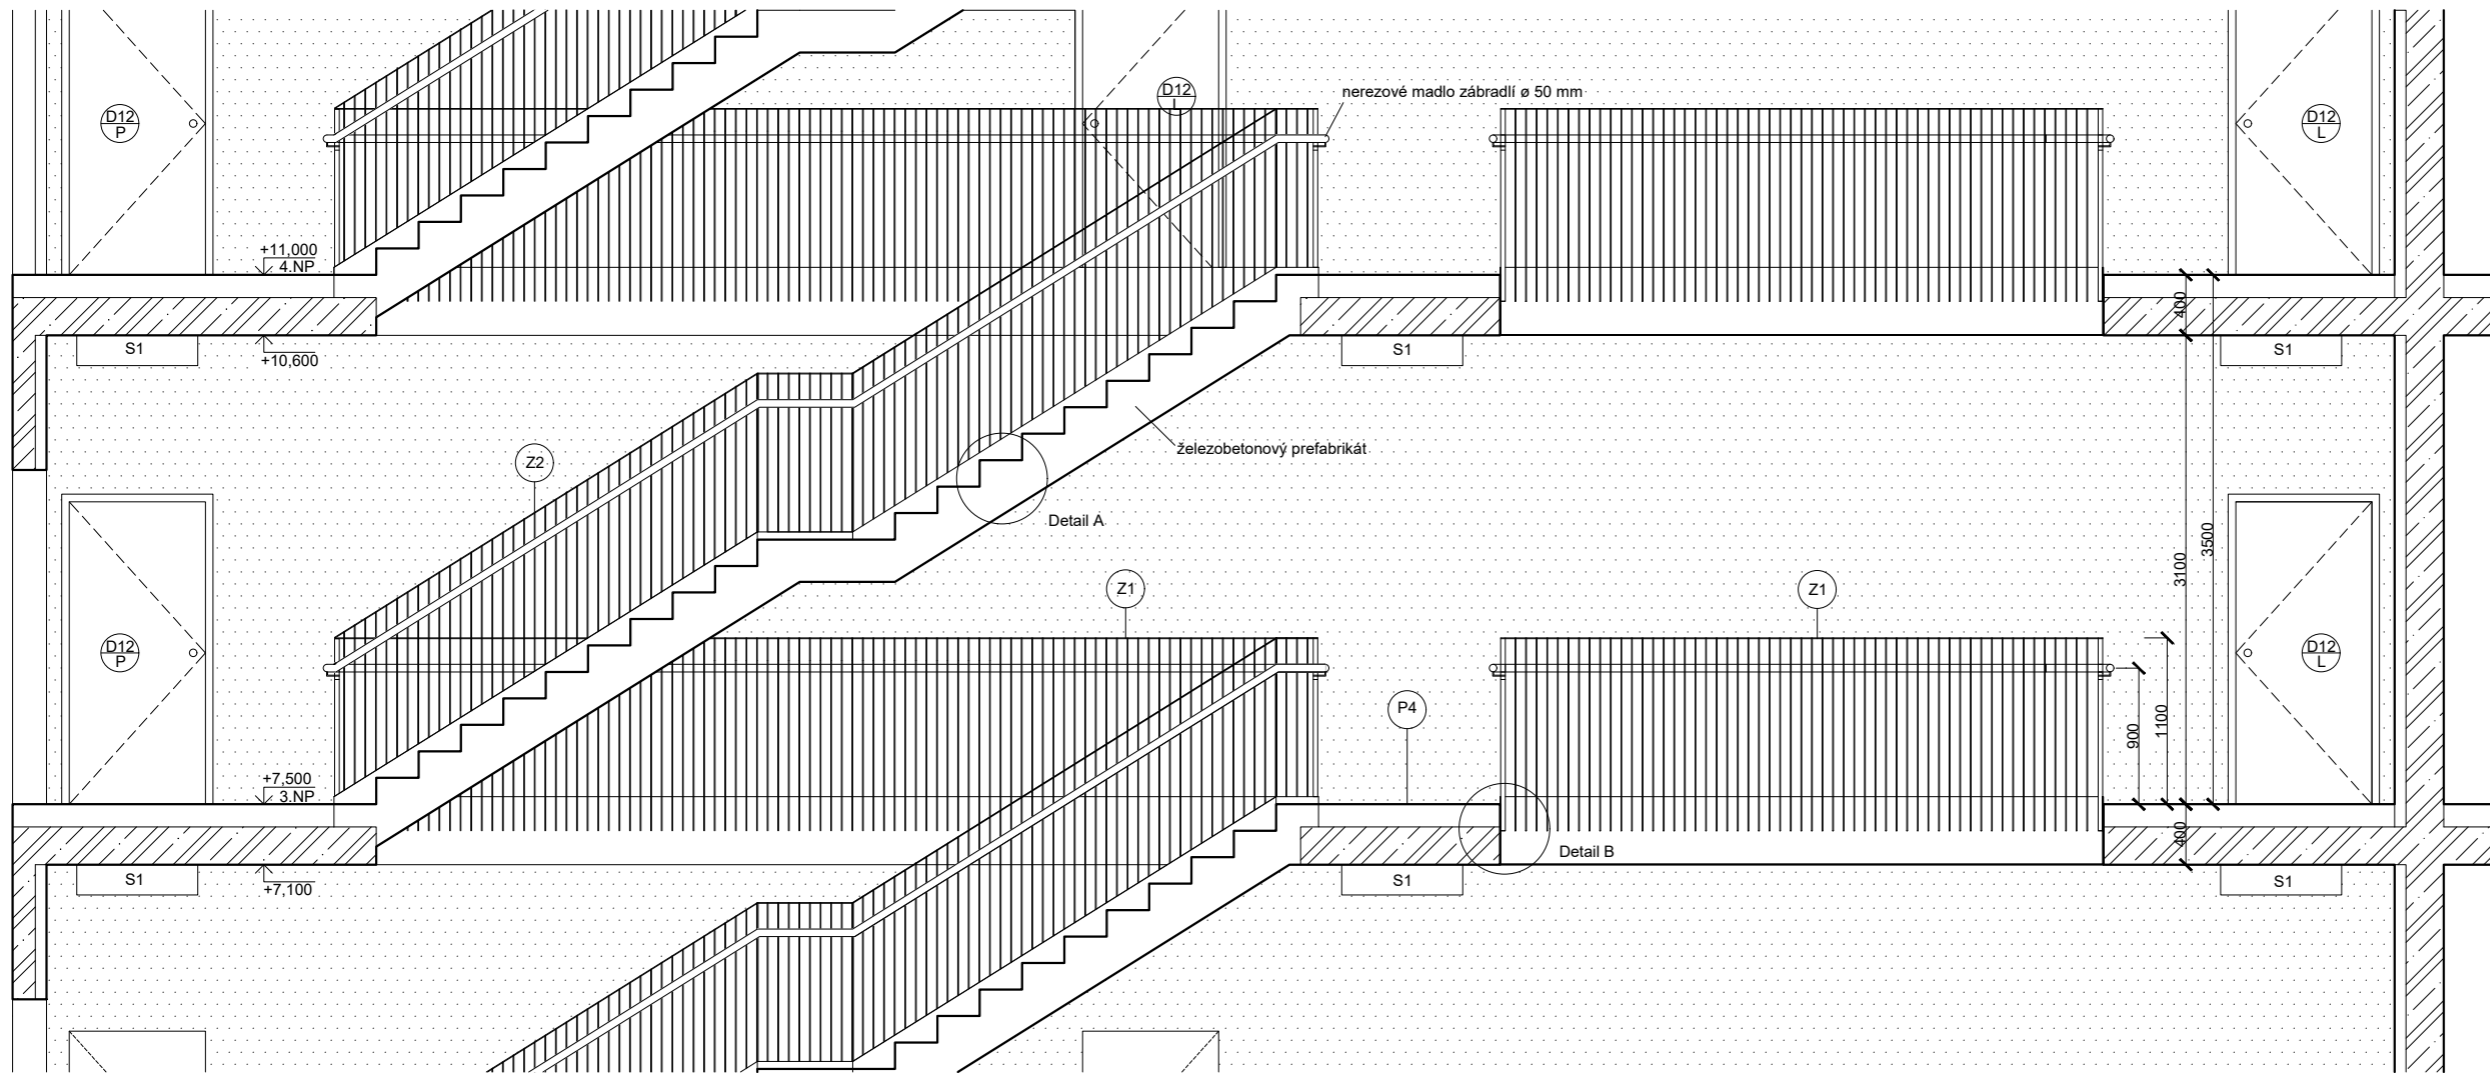 D12
P
D12
L
nerezové madlo zábradlí ø 50 mm
D12
L
+11,000
4.NP
S1
+10,600
S1
S1
400
Z2
železobetonový prefabrikát
Detail A
3100
3500
Z1
Z1
D12
P
D12
L
P4
900
1100
+7,500
3.NP
400
Detail B
S1
+7,100
S1
S1